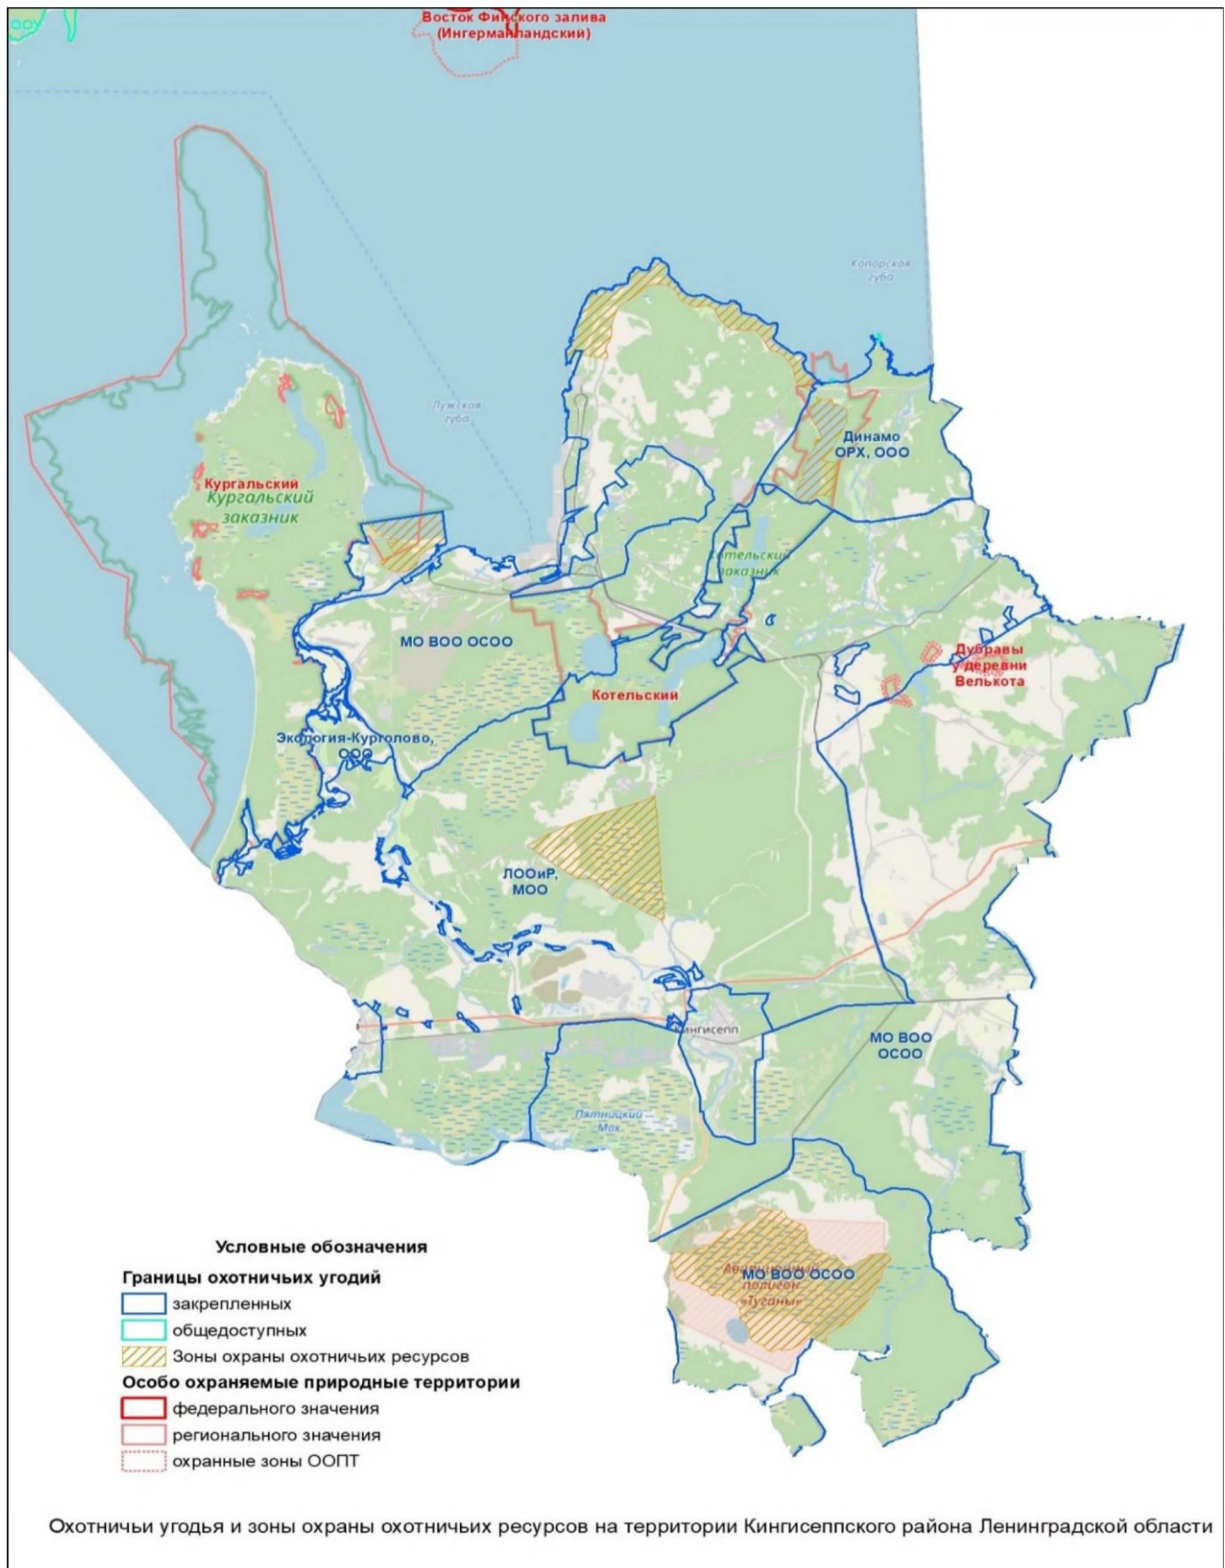 ООУ
Восток Финского залива
(Ингерманландский)
Копорская
губа
Лужская
губа
Динамо
ОРХ, ООО
Кургальский
Кургальский
заказник
Котельский
заказник
МО ВОО ОСОО
Дубравы
у деревни
Велькота
Котельский
Экология-Курголово,
ООО
ЛООиР,
МОО
Кингисепп
МО ВОО
ОСОО
Пятницкий
Мох
Авиационный
МО ВОО ОСОО
полигон
«Туганы»
Условные обозначения
Границы охотничьих угодий
закрепленных
общедоступных
Зоны охраны охотничьих ресурсов
Особо охраняемые природные территории
федерального значения
регионального значения
охранные зоны ООПТ
Охотничьи угодья и зоны охраны охотничьих ресурсов на территории Кингисеппского района Ленинградской области